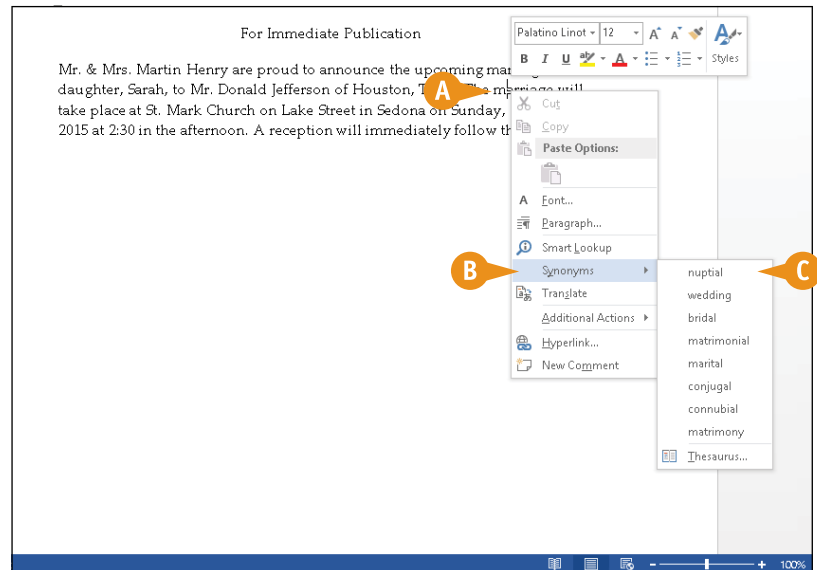 For Immediate Publication
Mr. & Mrs. Martin Henry are proud to announce the upcoming
daughter, Sarah, to Mr. Donald Jefferson of Houston, The marriage will
take place at St. Mark Church on Lake Street in Sedona on Sunday,
2015 at 2:30 in the afternoon. A reception will immediately follow
Palatino Linot 12 A A A
B I U aby A Styles
A
Cut
Copy
Paste Options:
A Font...
Paragraph...
Smart Lookup
B Synonyms
Translate
Additional Actions
Hyperlink...
New Comment
nuptial C
wedding
bridal
matrimonial
marital
conjugal
connubial
matrimony
Thesaurus...
- + 100%